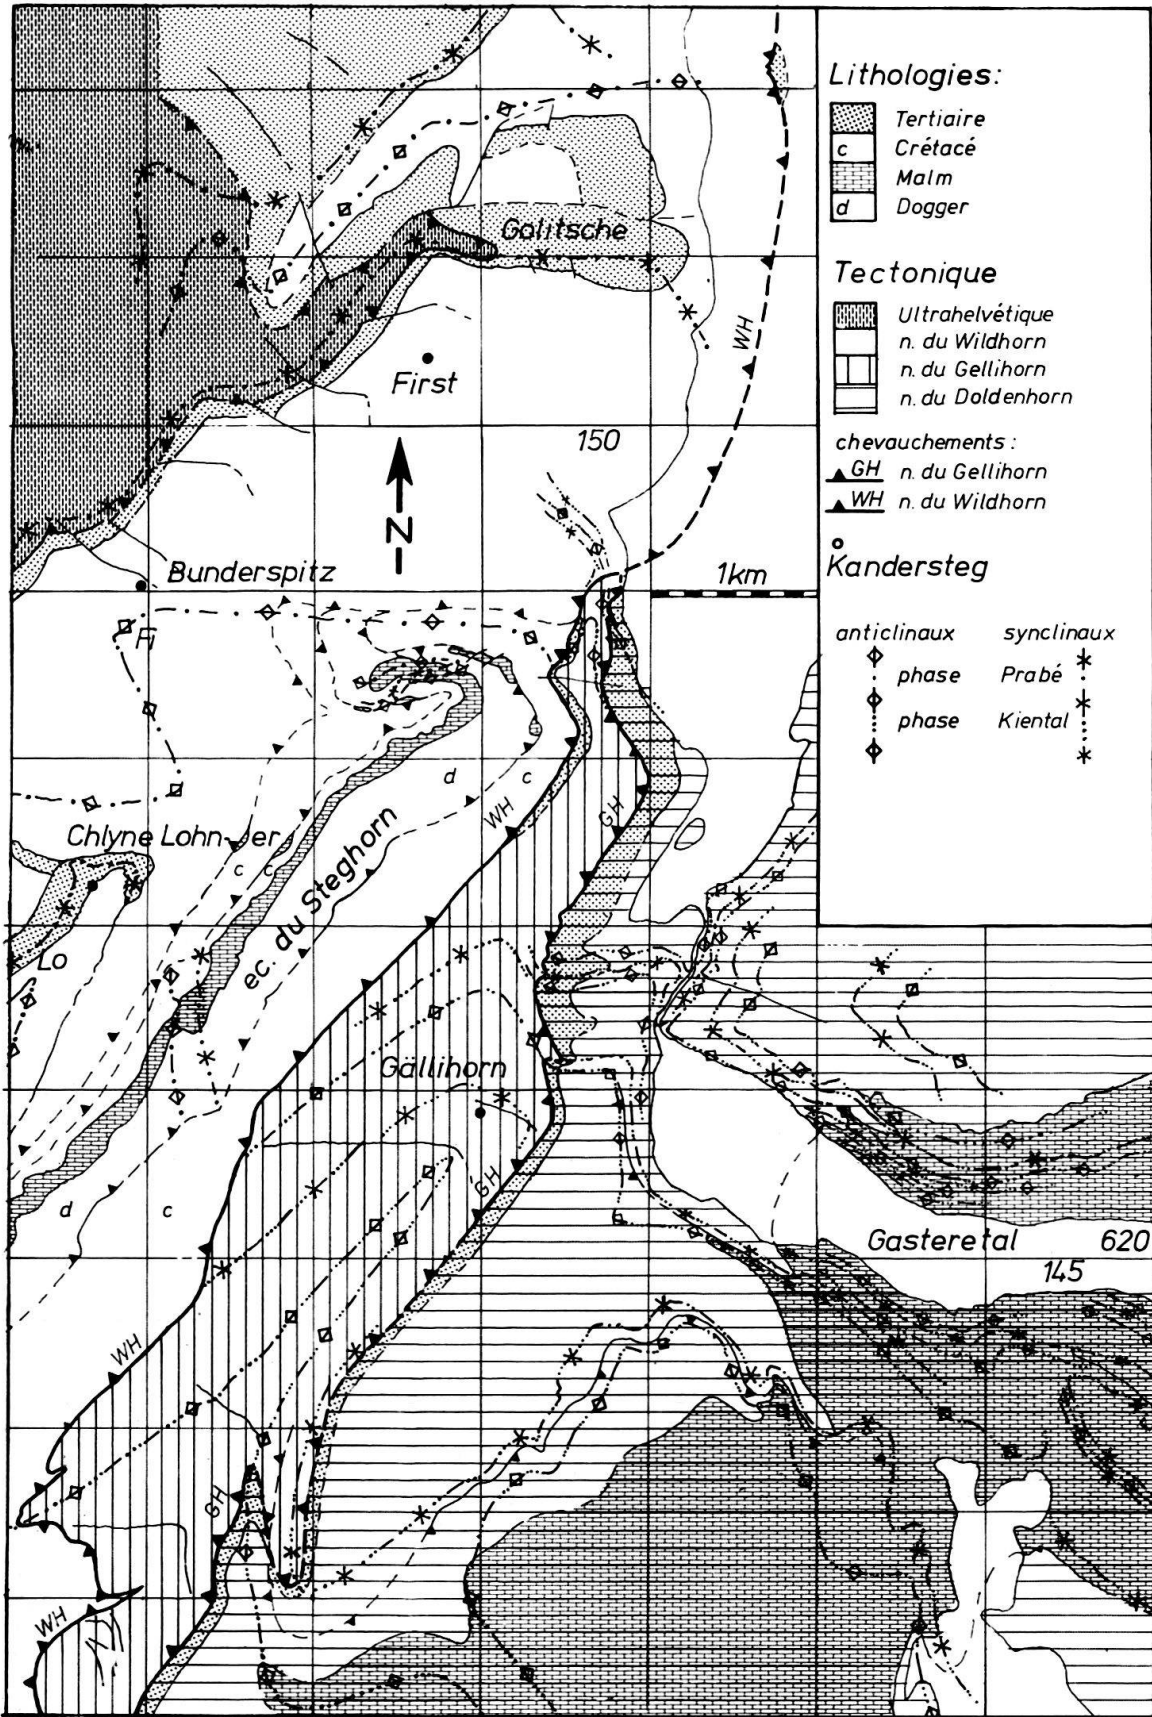 Lithologies:
Tertiaire
c Crétacé
Malm
d Dogger
Tectonique
Ultrahelvétique
n. du Wildhorn
n. du Gellihorn
n. du Doldenhorn
chevauchements:
GH n. du Gellihorn
WH n. du Wildhorn
Kandersteg
anticlinaux synclinaux
phase Prabé
phase Kiental
Galitsche
WH
First
150
N
Bunderspitz
1km
Fl
d
c
WH
GH
Chlyne Lohner
c c
ec. du Steghorn
Lo
Gällihorn
GH
d
c
Gasteretal 620
145
WH
GH
WH